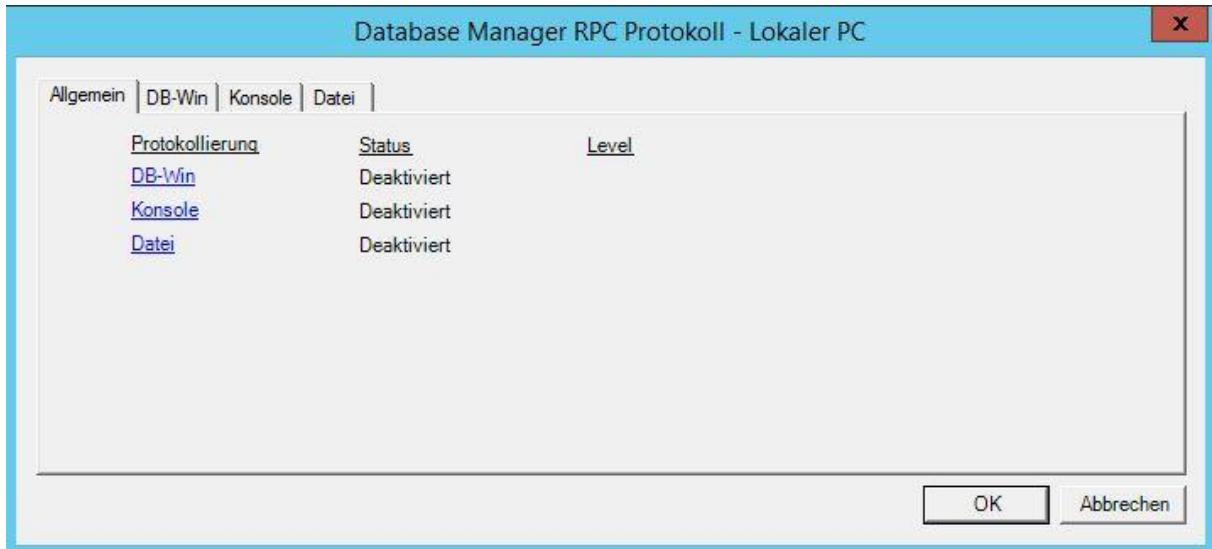 Database Manager RPC Protokoll - Lokaler PC
x
Allgemein DB-Win Konsole Datei
Protokollierung Status Level
DB-Win Deaktiviert
Konsole Deaktiviert
Datei Deaktiviert
OK Abbrechen